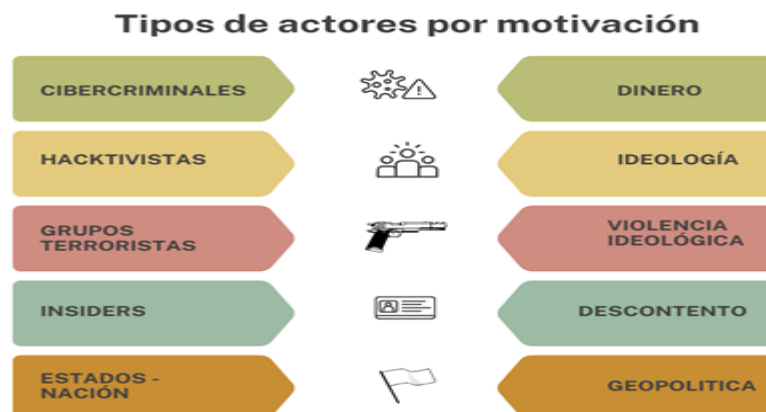 Tipos de actores por motivación
CIBERCRIMINALES
DINERO
HACKTIVISTAS
IDEOLOGÍA
GRUPOS
TERRORISTAS
VIOLENCIA
IDEOLÓGICA
INSIDERS
DESCONTENTO
ESTADOS -
NACIÓN
GEOPOLITICA